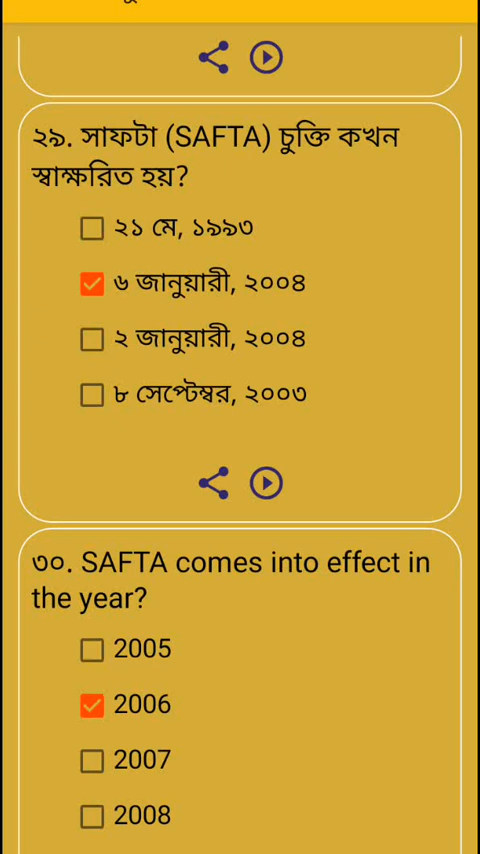 ২৯. সাফটা (SAFTA) চুক্তি কখন
স্বাক্ষরিত হয়?
২১ মে, ১৯৯৩
৬ জানুয়ারী, ২০০৪
২ জানুয়ারী, ২০০৪
৮ সেপ্টেম্বর, ২০০৩
৩০. SAFTA comes into effect in
the year?
2005
2006
2007
2008